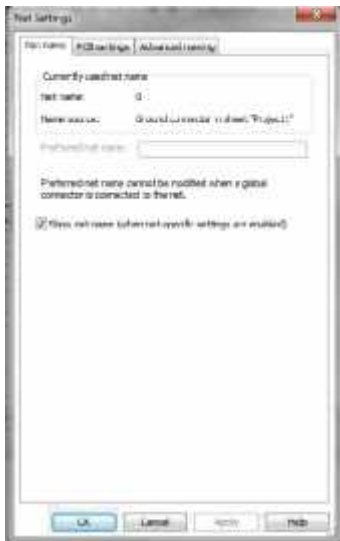 Net Settings
Net name PCB settings Advanced naming
Currently used net name
Net name: 0
Name source: Ground connector in sheet "Project1"
Preferred net name:
Preferred net name cannot be modified when a global
connector is connected to the net.
Show net name (when net-specific settings are enabled)
OK Cancel Apply Help